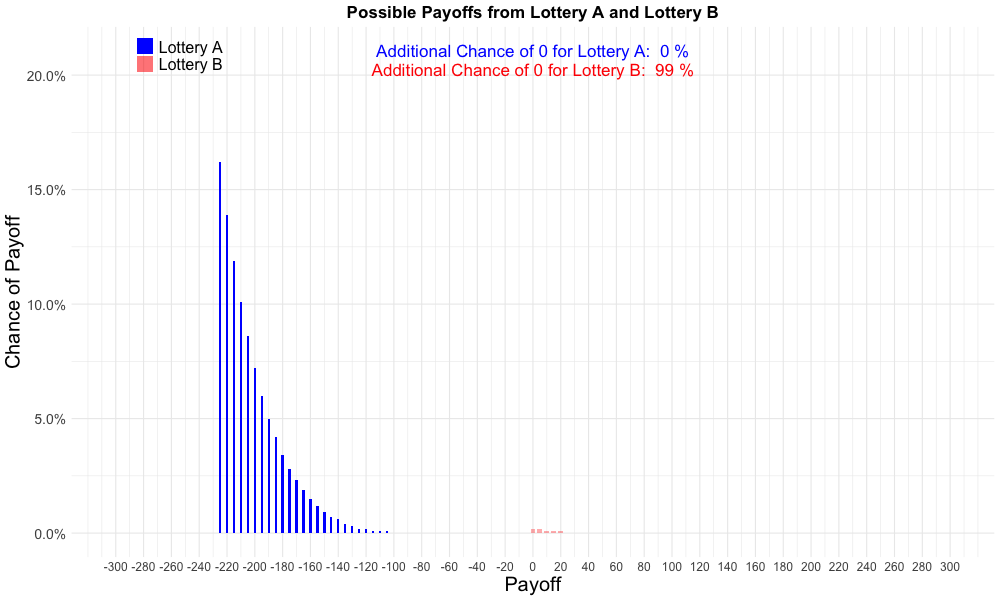 Possible Payoffs from Lottery A and Lottery B
Lottery A
Lottery B
Additional Chance of 0 for Lottery A:  0 %
Additional Chance of 0 for Lottery B:  99 %
Chance of Payoff
20.0%
15.0%
10.0%
5.0%
0.0%
-300 -280 -260 -240 -220 -200 -180 -160 -140 -120 -100 -80 -60 -40 -20 0 20 40 60 80 100 120 140 160 180 200 220 240 260 280 300
Payoff